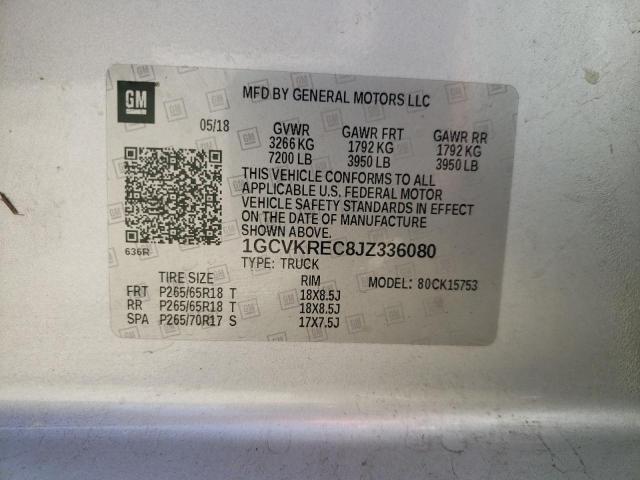 GM
MFD BY GENERAL MOTORS LLC
05/18 GVWR GAWR FRT GAWR RR
3266 KG 1792 KG 1792 KG
7200 LB 3950 LB 3950 LB
THIS VEHICLE CONFORMS TO ALL
APPLICABLE U.S. FEDERAL MOTOR
VEHICLE SAFETY STANDARDS IN EFFECT
ON THE DATE OF MANUFACTURE
SHOWN ABOVE.
636R
1GCVKREC8JZ336080
TYPE: TRUCK
TIRE SIZE RIM MODEL: 80CK15753
FRT P265/65R18 T 18X8.5J
RR P265/65R18 T 18X8.5J
SPA P265/70R17 S 17X7.5J